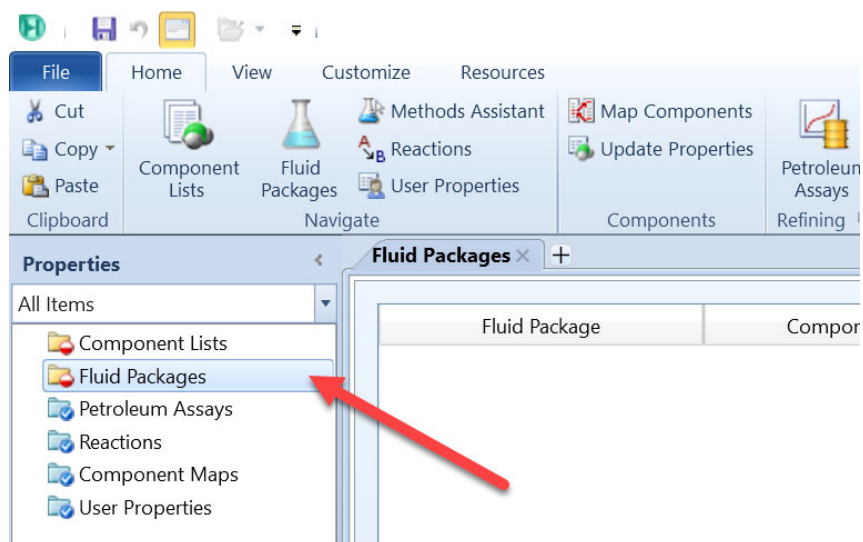 File Home View Customize Resources
Cut
Copy
Paste
Clipboard
Component Lists
Fluid Packages
Methods Assistant
Reactions
User Properties
Navigate
Map Components
Update Properties
Components
Petroleum Assays
Refining
Properties
All Items
Component Lists
Fluid Packages
Petroleum Assays
Reactions
Component Maps
User Properties
Fluid Packages
Fluid Package
Compor